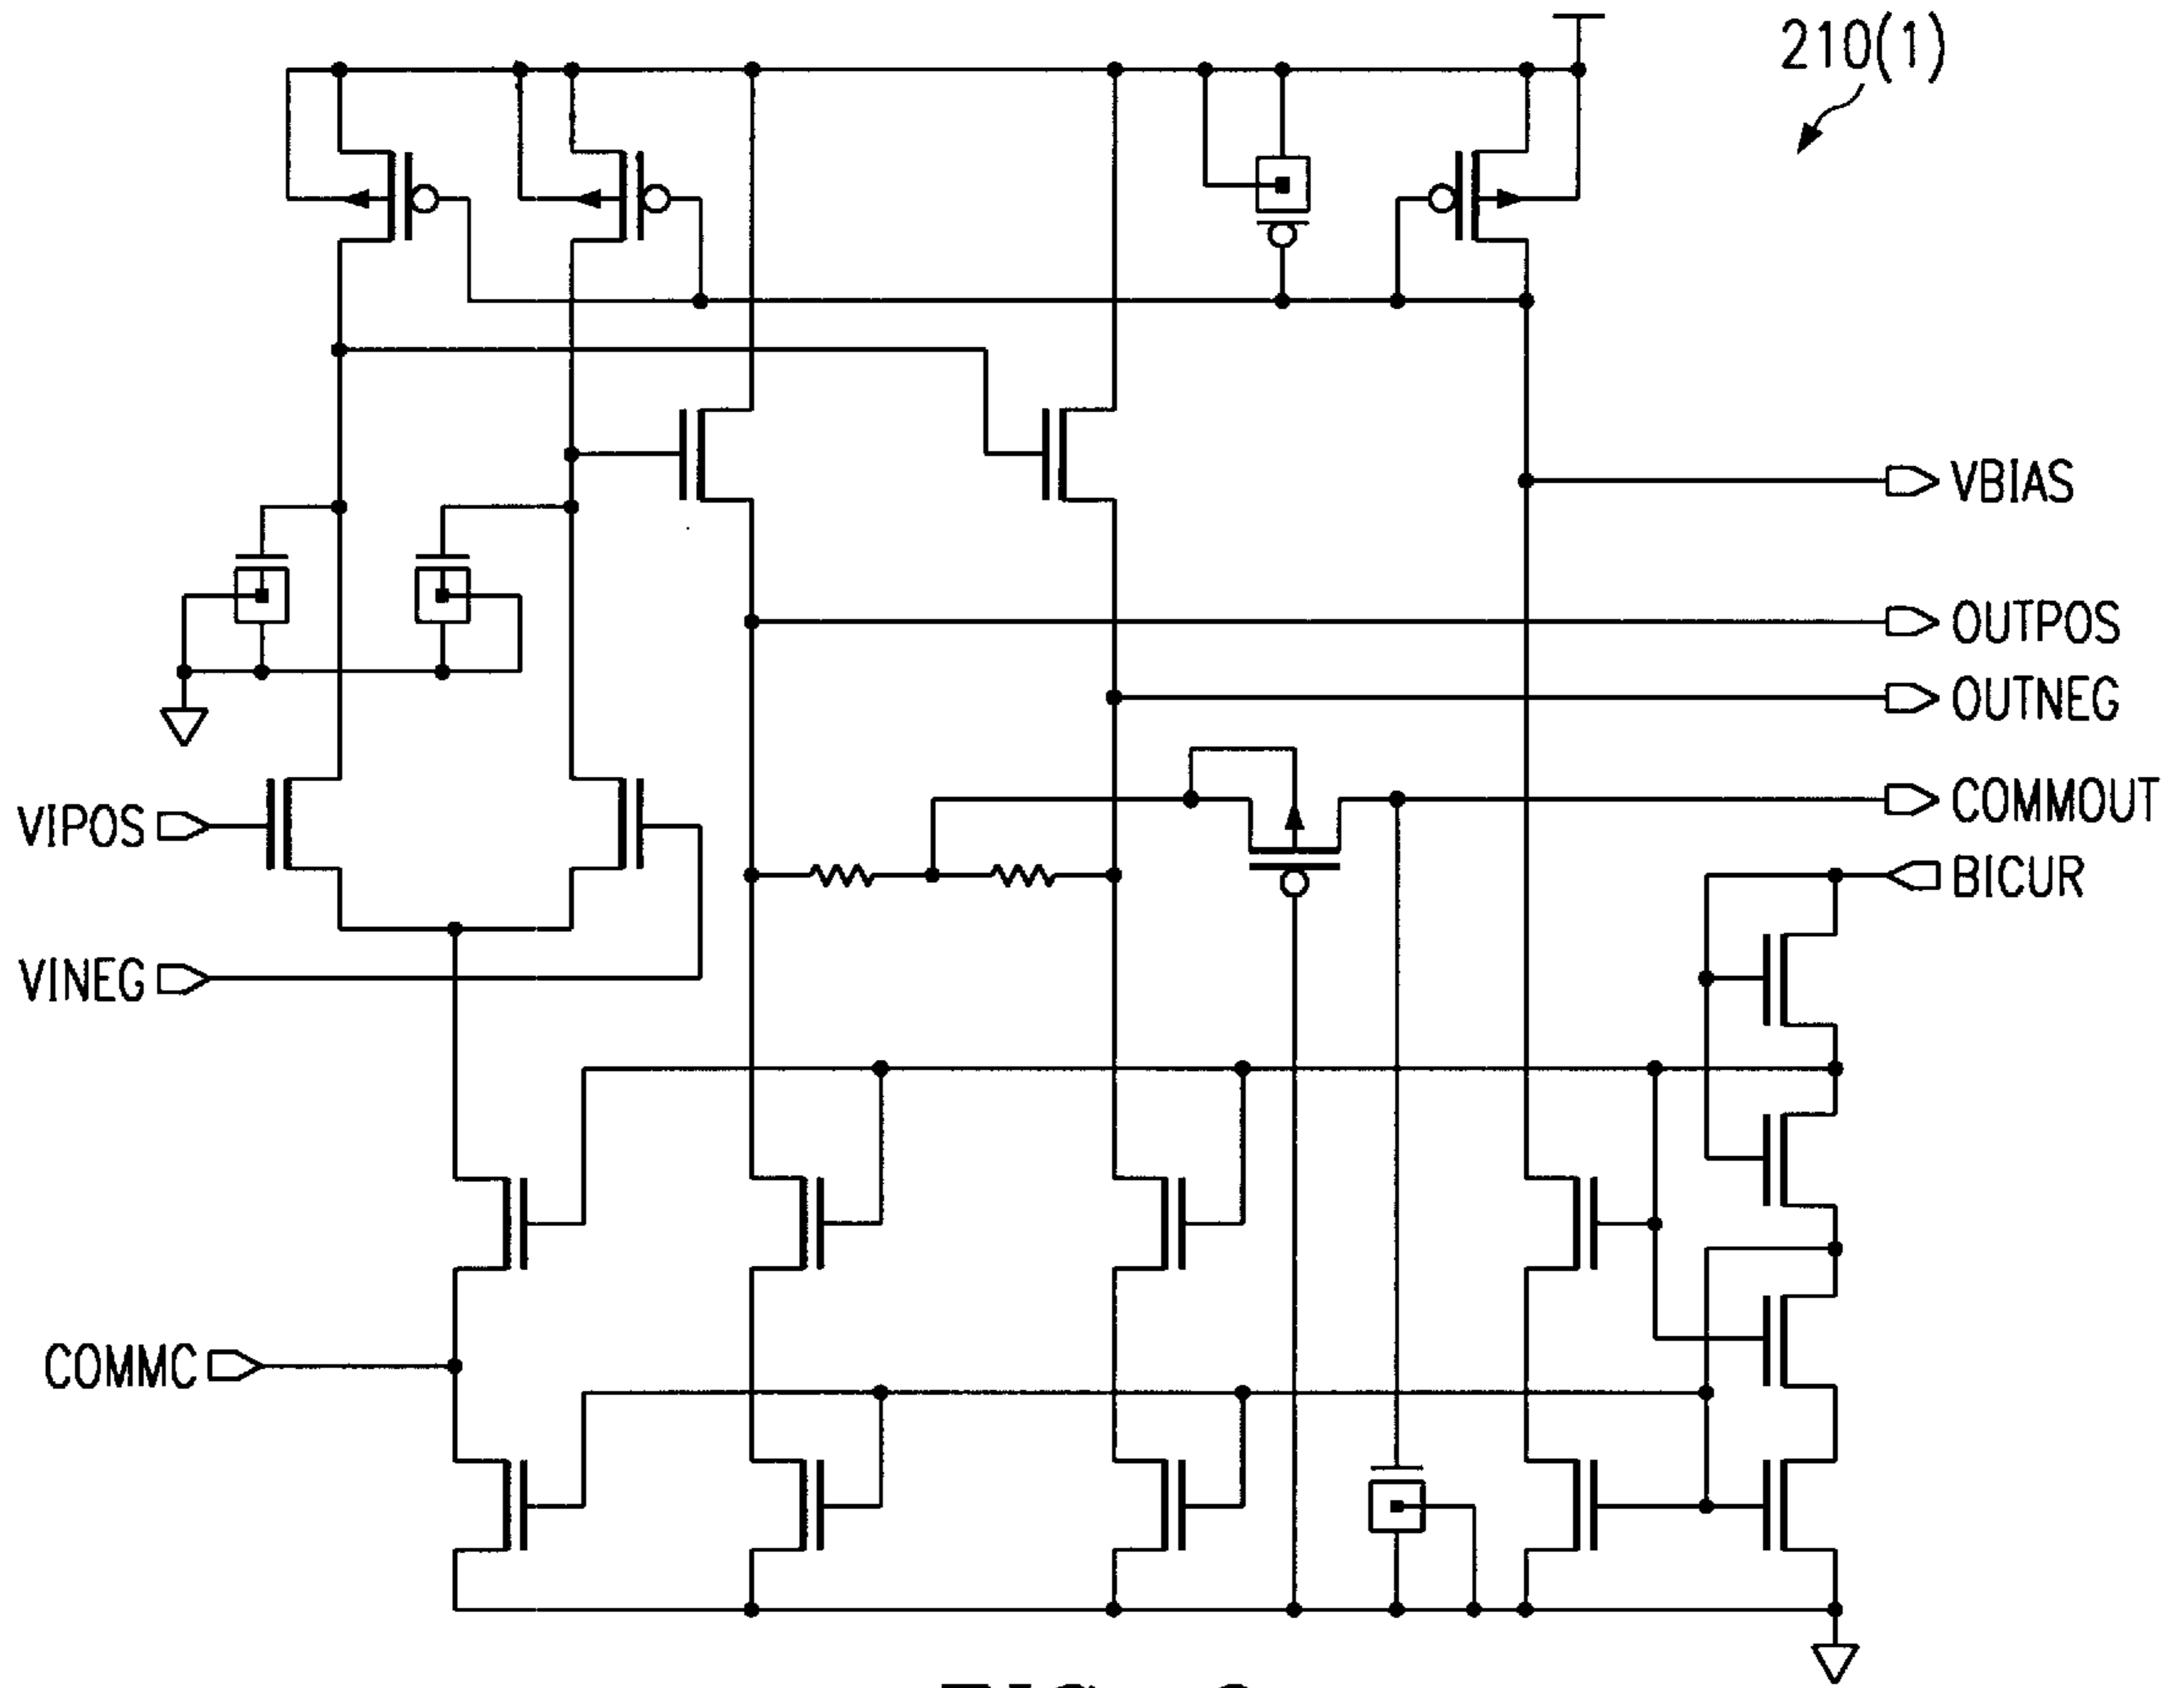 210(1)
VBIAS
OUTPOS
OUTNEG
COMMOUT
VIPOS
BICUR
VINEG
COMMC